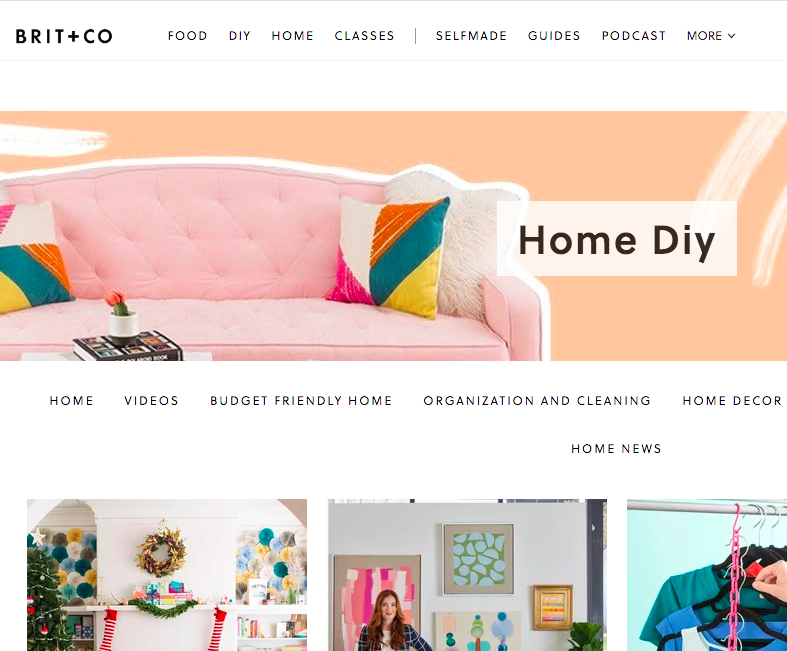 BRIT+CO FOOD DIY HOME CLASSES SELFMADE GUIDES PODCAST MORE
Home Diy
HOME VIDEOS BUDGET FRIENDLY HOME ORGANIZATION AND CLEANING HOME DECOR
HOME NEWS